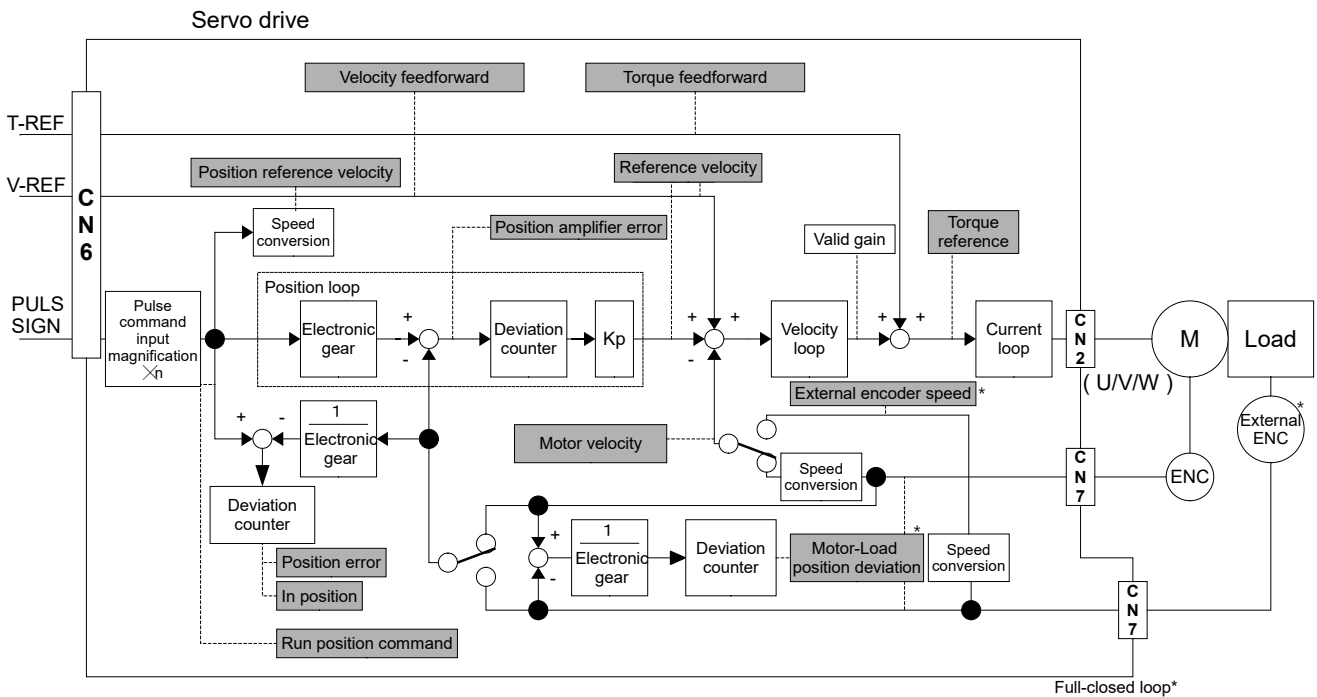 Servo drive
Velocity feedforward
Torque feedforward
T-REF
Position reference velocity
Reference velocity
V-REF
C
N
6
Speed
conversion
Position amplifier error
Valid gain
Torque
reference
Position loop
PULS
SIGN
Pulse
command
input
magnification
×n
Electronic
gear
+
-
-
Deviation
counter
Kp
+
+
-
Velocity
loop
+
+
Current
loop
C
N
2
( U/V/W )
M
Load
External encoder speed *
External
ENC
*
+
-
1
Electronic
gear
Motor velocity
Speed
conversion
C
N
7
ENC
Deviation
counter
+
-
1
Electronic
gear
Deviation
counter
*
Motor-Load
position deviation
Speed
conversion
Position error
In position
C
N
7
Run position command
Full-closed loop*